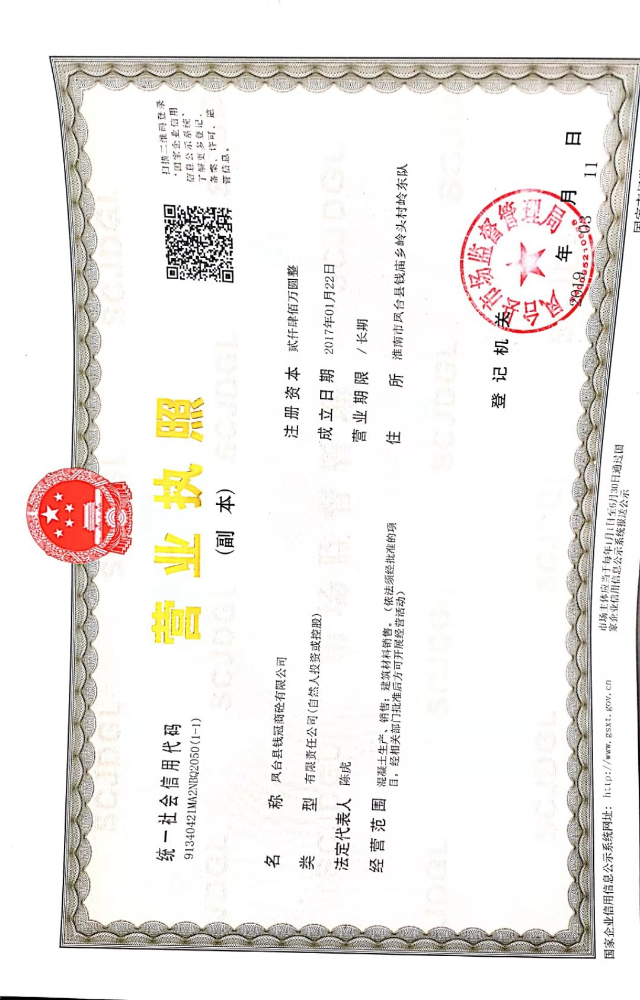 统一社会信用代码
91340421MA2NBQ2050(1-1)
营业执照
(副 本)
扫描二维码登录
“国家企业信用
信息公示系统”
了解更多登记、
备案、许可、监
管信息。
名 称 凤台县钱冠商砼有限公司
类 型 有限责任公司(自然人投资或控股)
法定代表人 陈虎
经营范围 混凝土生产、销售；建筑材料销售。（依法须经批准的项
目，经相关部门批准后方可开展经营活动）
注册资本 贰仟肆佰万圆整
成立日期 2017年01月22日
营业期限 / 长期
住 所 淮南市凤台县钱庙乡岭头村岭东队
登记机关
凤台县市场监督管理局
2019 年 03 月 11 日
国家企业信用信息公示系统网址：http://www.gsxt.gov.cn
市场主体应当于每年1月1日至6月30日通过国
家企业信用信息公示系统报送公示